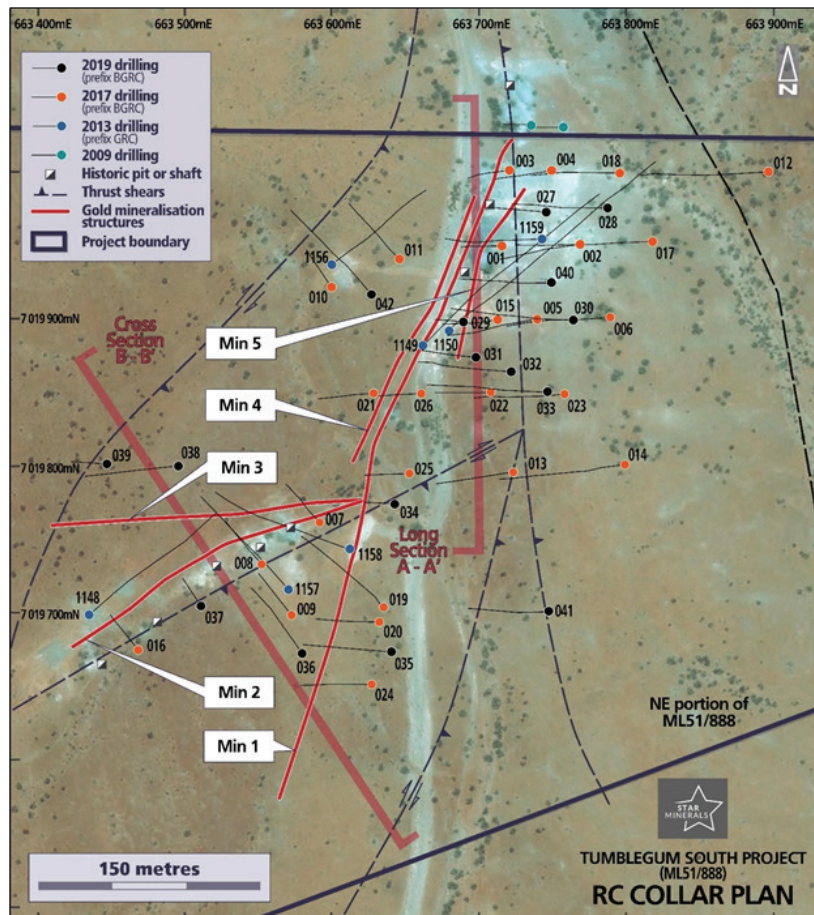 663 400mE
663 500mE
663 600mE
663 700mE
663 800mE
663 900mE
2019 drilling
(prefix BGRC)
2017 drilling
(prefix BGRC)
2013 drilling
(prefix GRC)
2009 drilling
Historic pit or shaft
Thrust shears
Gold mineralisation
structures
Project boundary
N
003
004
018
012
027
028
1159
1156
011
001
002
017
010
042
040
7 019 900mN
015
005
030
006
029
Cross
Section
B - B'
Min 5
1149
1150
031
032
Min 4
021
026
022
033
023
039
038
7 019 800mN
Min 3
025
013
014
007
034
Long
Section
A - A'
008
1158
1148
1157
7 019 700mN
009
019
037
020
041
016
036
035
Min 2
024
NE portion of
ML51/888
Min 1
STAR
MINERALS
150 metres
TUMBLEGUM SOUTH PROJECT
(ML51/888)
RC COLLAR PLAN